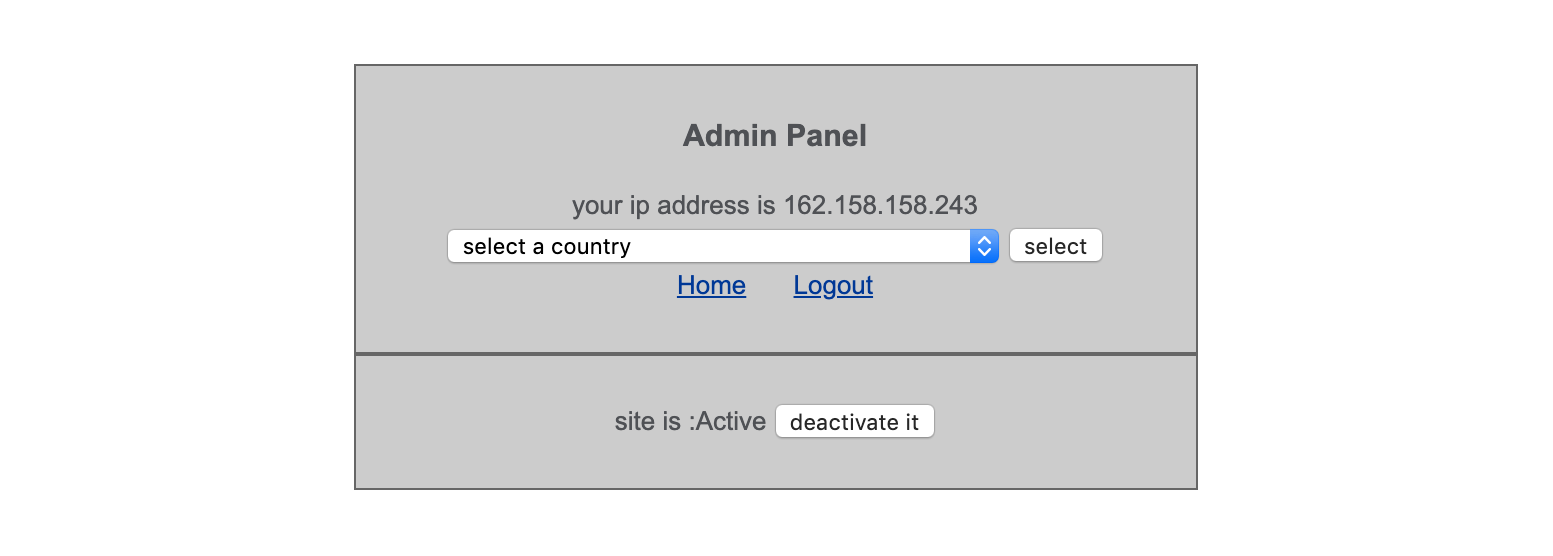 Admin Panel
your ip address is 162.158.158.243
select a country select
Home Logout
site is :Active deactivate it